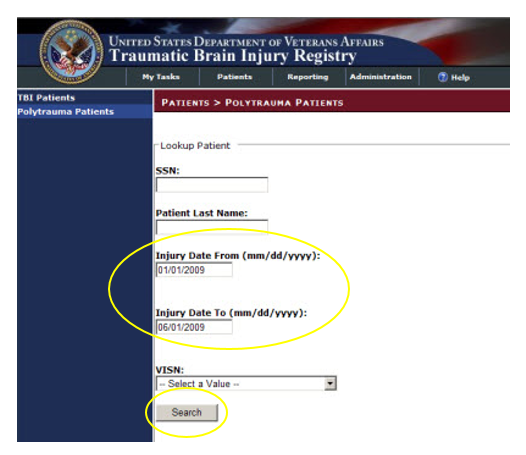 UNITED STATES DEPARTMENT OF VETERANS AFFAIRS
Traumatic Brain Injury Registry
My Tasks Patients Reporting Administration ? Help
TBI Patients
Polytrauma Patients
PATIENTS > POLYTRAUMA PATIENTS
Lookup Patient
SSN:
Patient Last Name:
Injury Date From (mm/dd/yyyy):
01/01/2009
Injury Date To (mm/dd/yyyy):
06/01/2009
VISN:
-- Select a Value --
Search